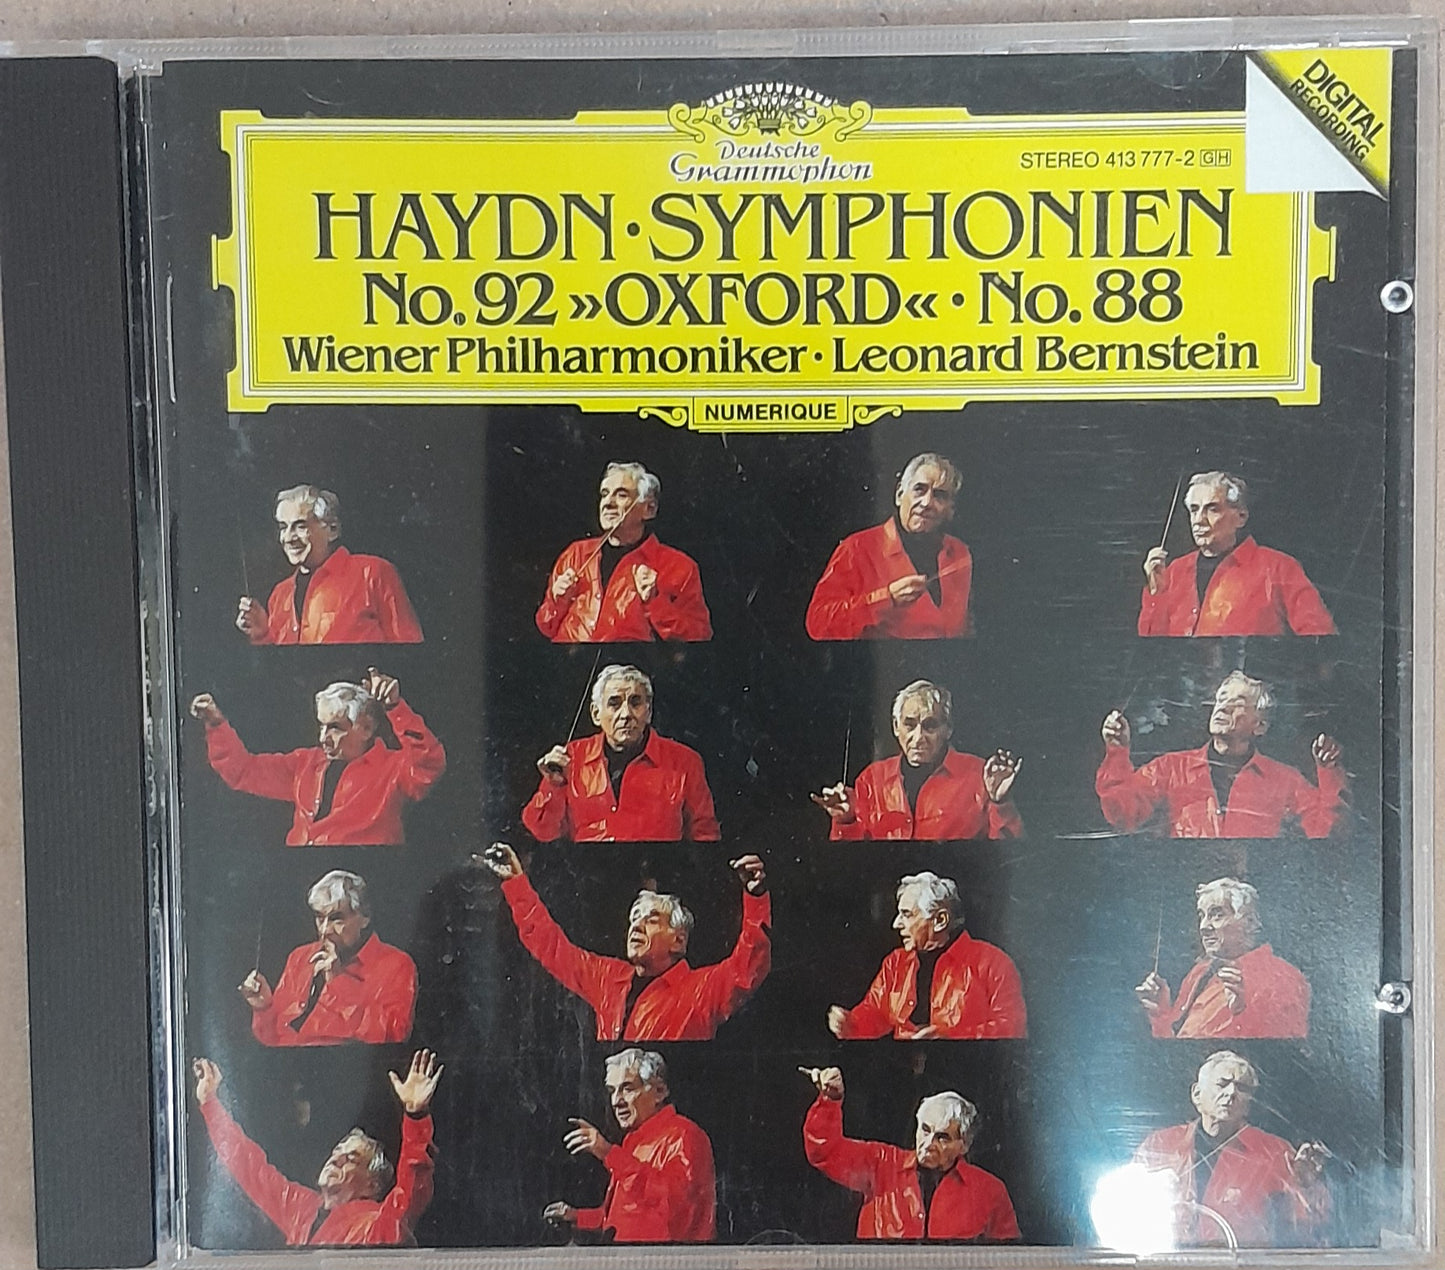 DIGITAL
RECORDING
Deutsche
Grammophon
STEREO 413 777-2 GH
HAYDN·SYMPHONIEN
No.92 »OXFORD« · No.88
Wiener Philharmoniker · Leonard Bernstein
NUMERIQUE